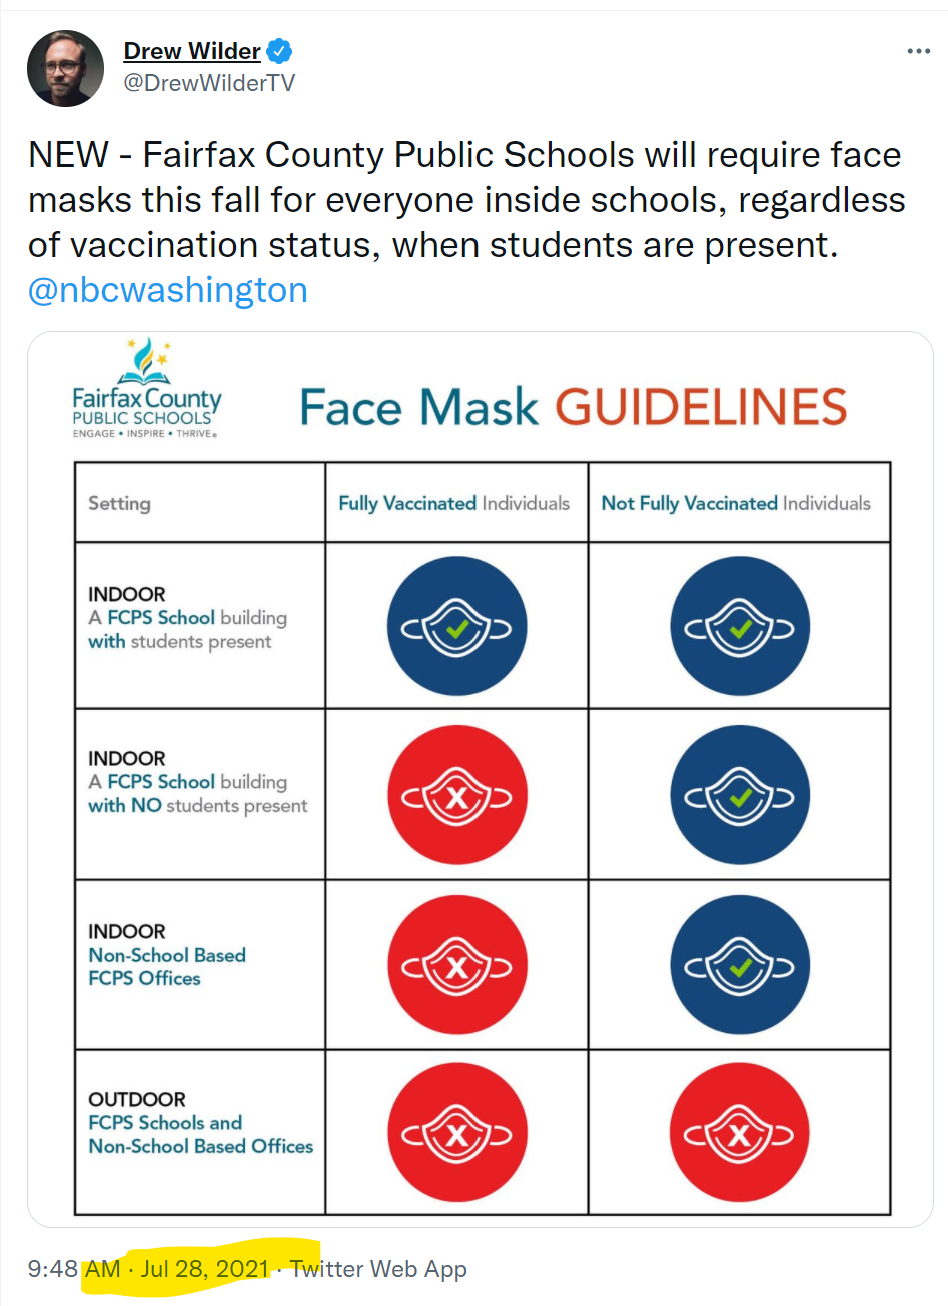 Drew Wilder
@DrewWilderTV
NEW - Fairfax County Public Schools will require face
masks this fall for everyone inside schools, regardless
of vaccination status, when students are present.
@nbcwashington
Fairfax County
PUBLIC SCHOOLS
ENGAGE • INSPIRE • THRIVE
Face Mask GUIDELINES
Setting
Fully Vaccinated Individuals
Not Fully Vaccinated Individuals
INDOOR
A FCPS School building
with students present
INDOOR
A FCPS School building
with NO students present
X
INDOOR
Non-School Based
FCPS Offices
X
OUTDOOR
FCPS Schools and
Non-School Based Offices
X
X
9:48 AM · Jul 28, 2021 · Twitter Web App